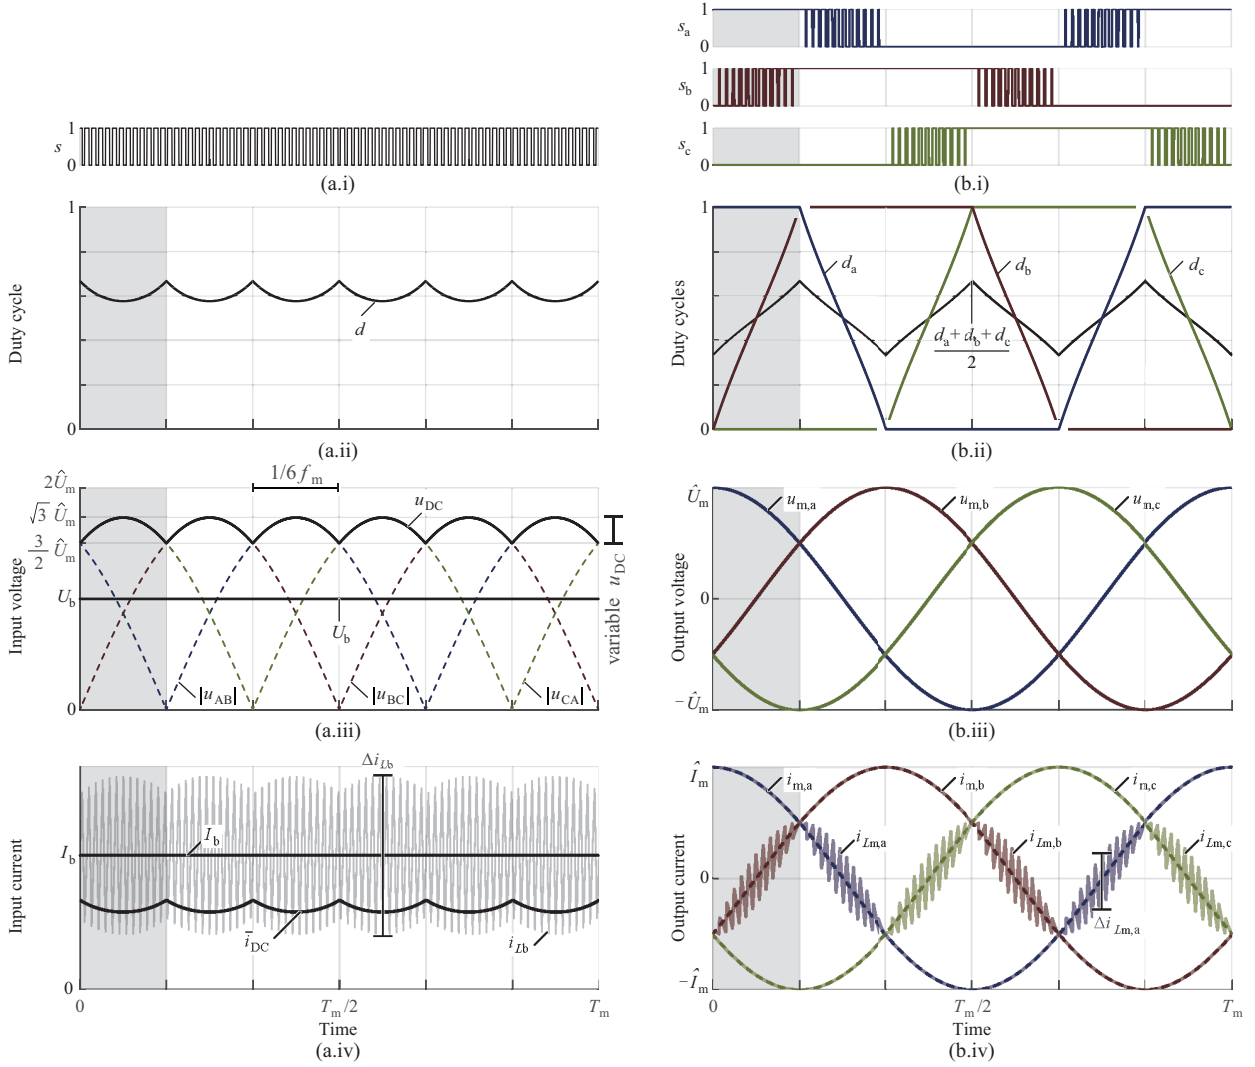 1
s
0
(a.i)
1
s_a
0
1
s_b
0
1
s_c
0
(b.i)
1
Duty cycle
d
0
(a.ii)
1
Duty cycles
d_a
d_b
d_c
d_a + d_b + d_c
2
0
(b.ii)
2Û_m
√3 Û_m
3/2 Û_m
U_b
0
Input voltage
1/6 f_m
u_DC
U_b
|u_AB|
|u_BC|
|u_CA|
variable u_DC
(a.iii)
Û_m
0
−Û_m
Output voltage
u_m,a
u_m,b
u_m,c
(b.iii)
I_b
0
Input current
Δi_Lb
I_b
i̅_DC
i_Lb
0
T_m/2
T_m
Time
(a.iv)
Î_m
0
−Î_m
Output current
i_m,a
i_m,b
i_m,c
i_Lm,a
i_Lm,b
i_Lm,c
Δi_Lm,a
0
T_m/2
T_m
Time
(b.iv)